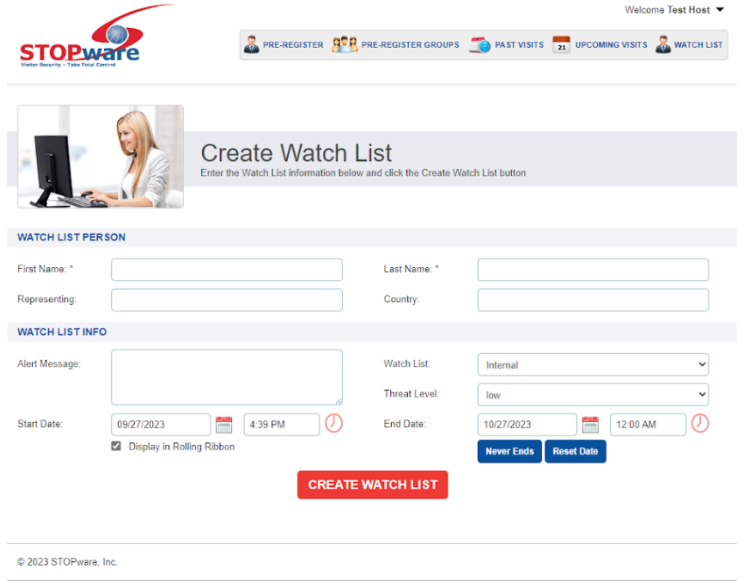 Welcome Test Host
STOPware
Visitor Security – Take Total Control
PRE-REGISTER PRE-REGISTER GROUPS PAST VISITS 21 UPCOMING VISITS WATCH LIST
Create Watch List
Enter the Watch List information below and click the Create Watch List button
WATCH LIST PERSON
First Name: * Last Name: *
Representing: Country:
WATCH LIST INFO
Alert Message: Watch List: Internal
Threat Level: low
Start Date: 09/27/2023 4:39 PM End Date: 10/27/2023 12:00 AM
Display in Rolling Ribbon Never Ends Reset Date
CREATE WATCH LIST
© 2023 STOPware, Inc.